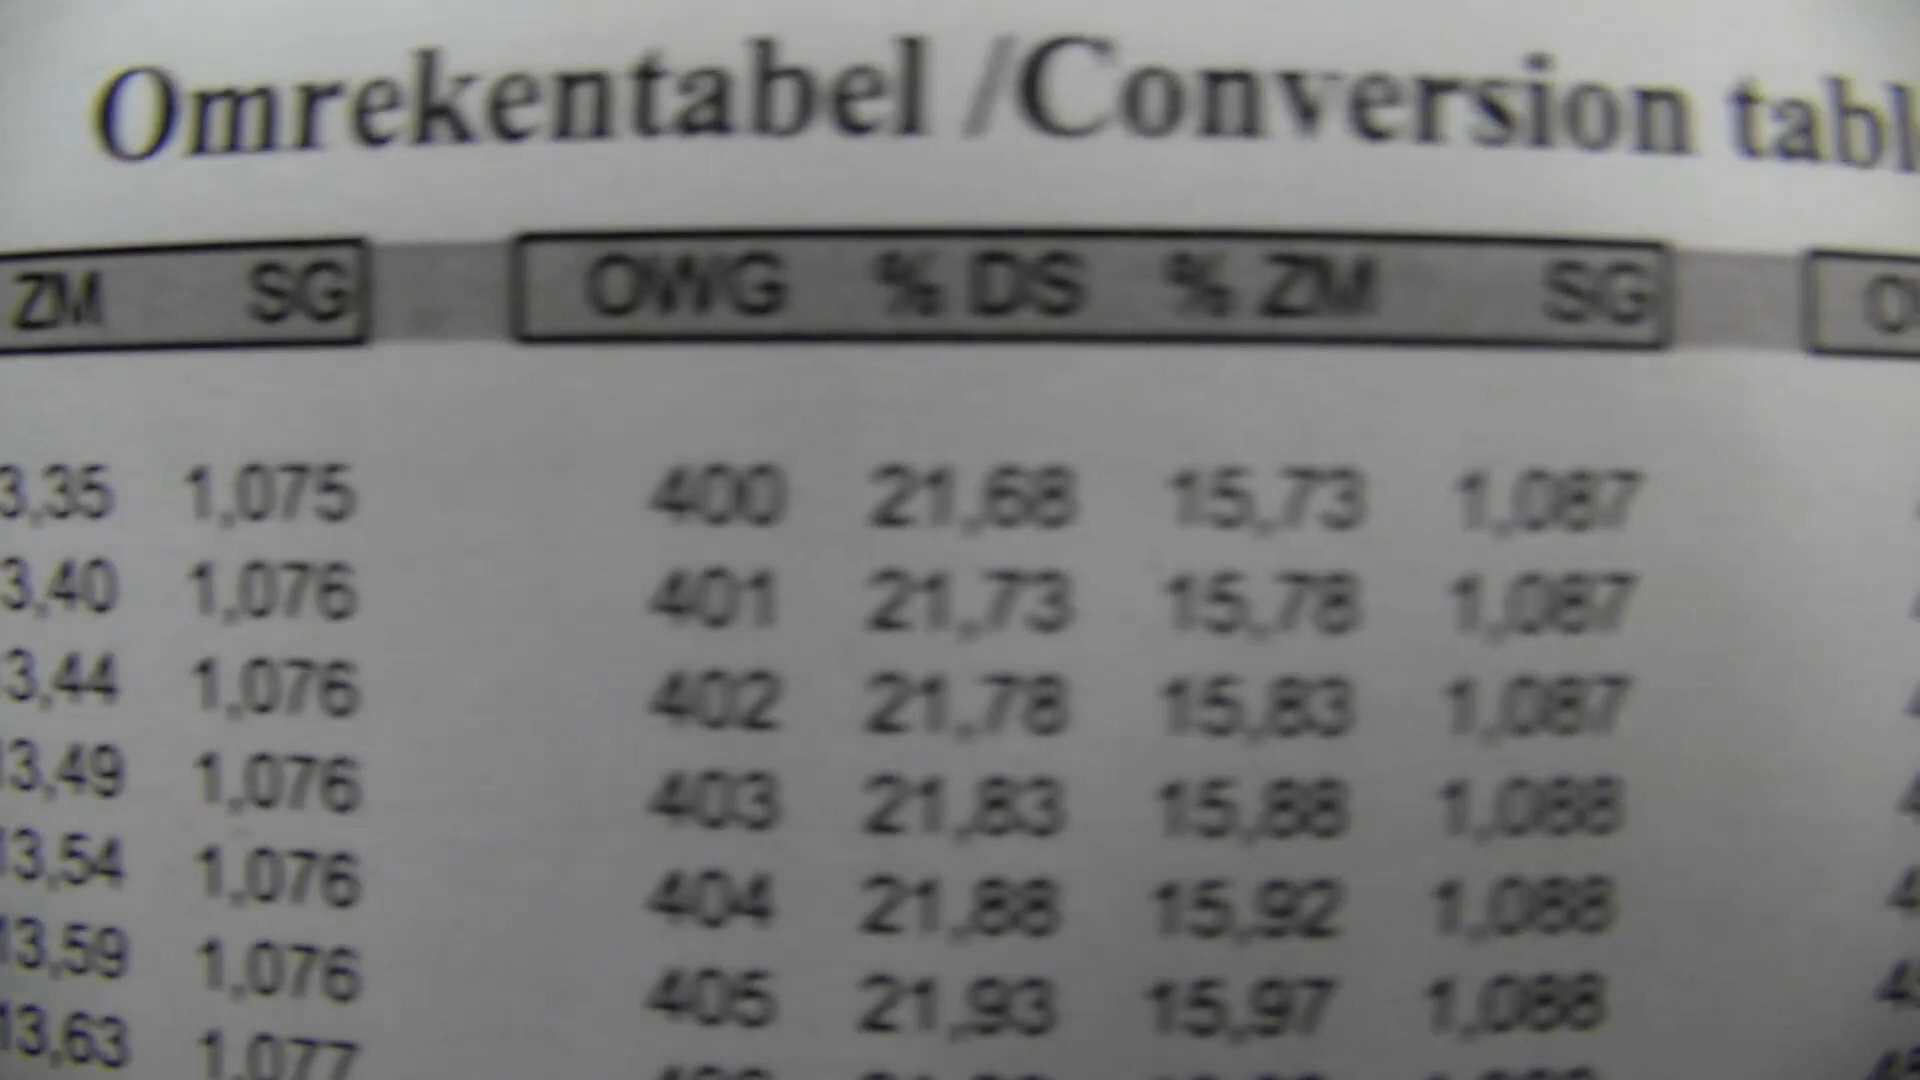 Omrekentabel /Conversion tabl
ZM SG OWG % DS % ZM SG
3,35 1,075 400 21,68 15,73 1,087
3,40 1,076 401 21,73 15,78 1,087
3,44 1,076 402 21,78 15,83 1,087
13,49 1,076 403 21,83 15,88 1,088
13,54 1,076 404 21,88 15,92 1,088
13,59 1,076 405 21,93 15,97 1,088
13,63 1,077